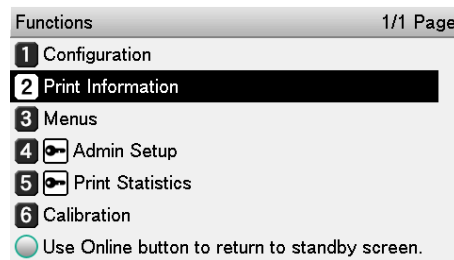 Functions 1/1 Page
1 Configuration
2 Print Information
3 Menus
4 Admin Setup
5 Print Statistics
6 Calibration
Use Online button to return to standby screen.